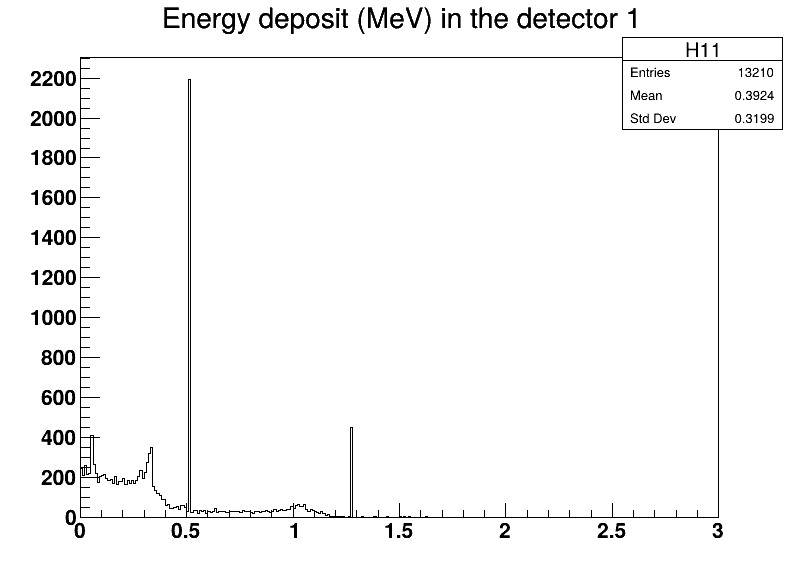 Energy deposit (MeV) in the detector 1
H11
Entries 13210
Mean 0.3924
Std Dev 0.3199
2200
2000
1800
1600
1400
1200
1000
800
600
400
200
0
0 0.5 1 1.5 2 2.5 3